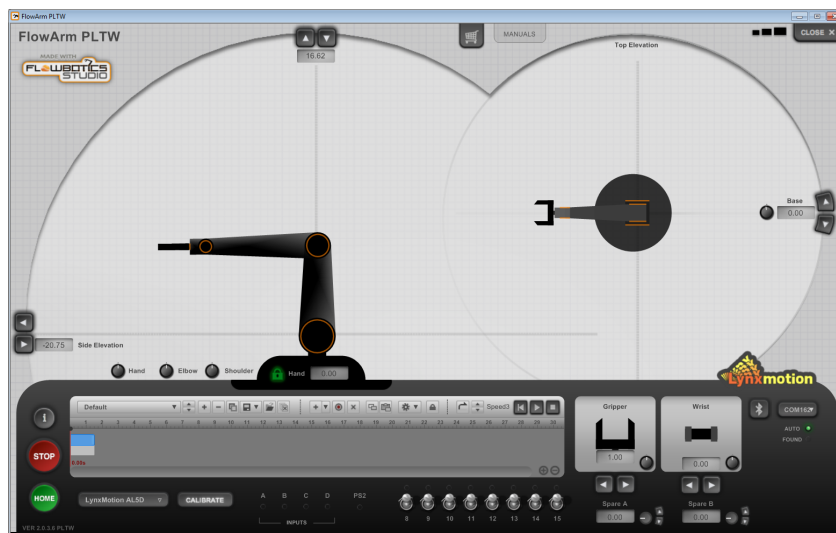 FlowArm PLTW
FlowArm PLTW
MADE WITH
FLOWBOTICS
STUDIO
16.62
MANUALS
CLOSE X
Top Elevation
Base
0.00
-20.75
Side Elevation
Hand
Elbow
Shoulder
Hand
0.00
Lynxmotion
Default
Speed3
1 2 3 4 5 6 7 8 9 10 11 12 13 14 15 16 17 18 19 20 21 22 23 24 25 26 27 28 29 30
0.00s
Gripper
1.00
Wrist
0.00
COM162
AUTO
FOUND
i
STOP
HOME
LynxMotion AL5D
CALIBRATE
A B C D
PS2
INPUTS
8 9 10 11 12 13 14 15
Spare A
0.00
Spare B
0.00
VER 2.0.3.6 PLTW